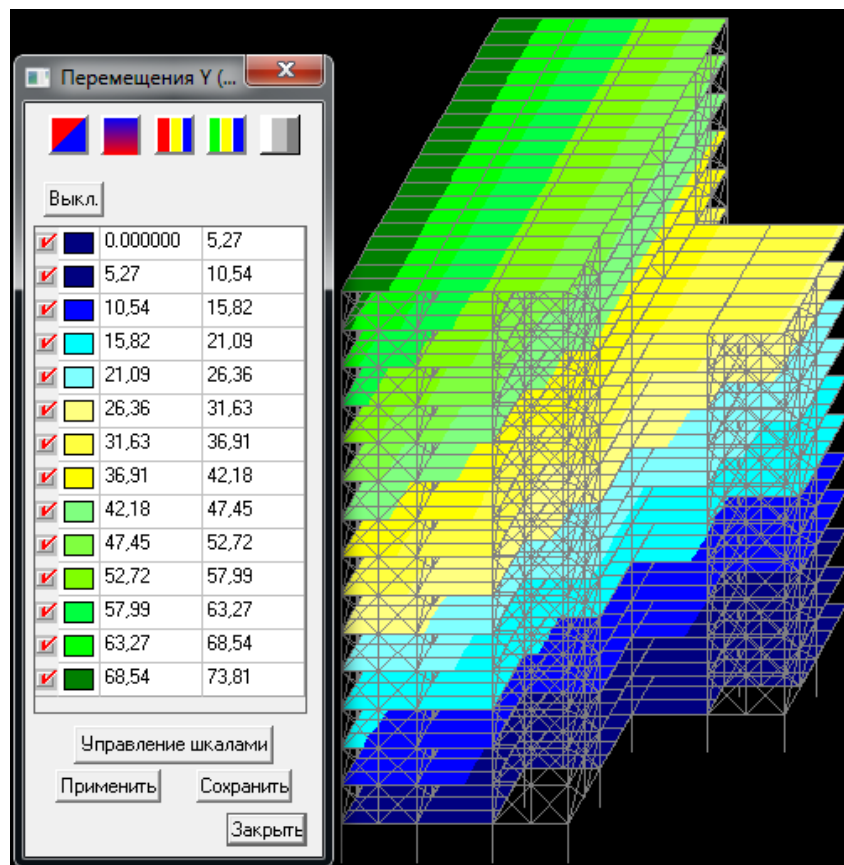 Перемещения Y (...
Выкл.
0.000000 5,27
5,27 10,54
10,54 15,82
15,82 21,09
21,09 26,36
26,36 31,63
31,63 36,91
36,91 42,18
42,18 47,45
47,45 52,72
52,72 57,99
57,99 63,27
63,27 68,54
68,54 73,81
Управление шкалами
Применить Сохранить
Закрыть